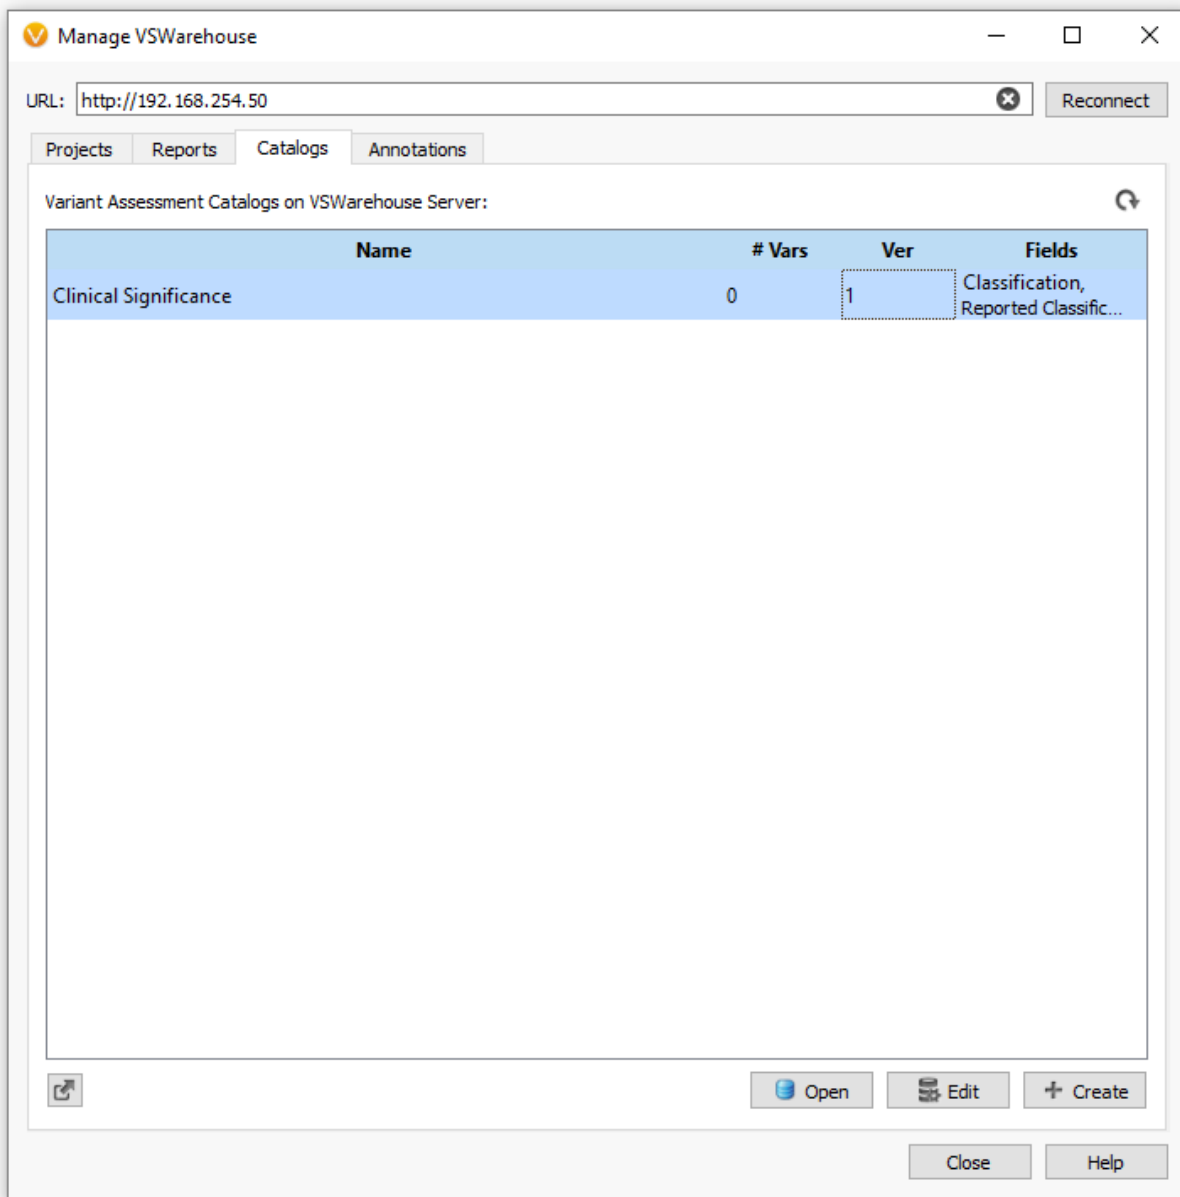 Manage VSWarehouse
URL: http://192.168.254.50 Reconnect
Projects Reports Catalogs Annotations
Variant Assessment Catalogs on VSWarehouse Server:
Name # Vars Ver Fields
Clinical Significance 0 1 Classification,
Reported Classific...
Open Edit Create
Close Help